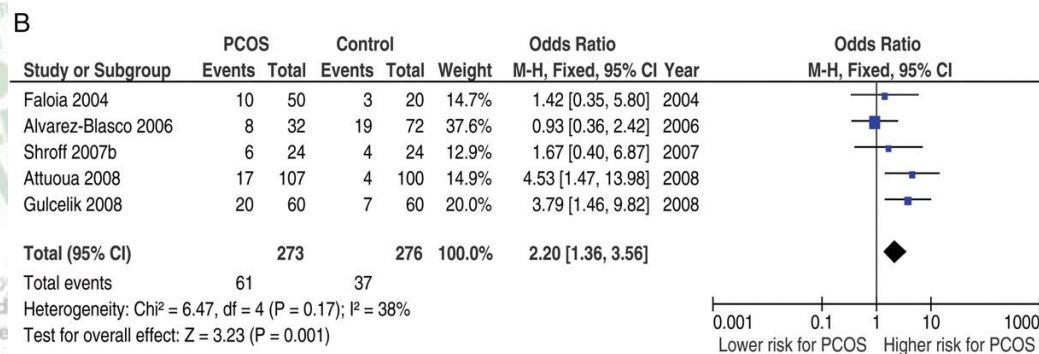 B
PCOS Control Odds Ratio Odds Ratio
Study or Subgroup Events Total Events Total Weight M-H, Fixed, 95% CI Year M-H, Fixed, 95% CI
Faloia 2004 10 50 3 20 14.7% 1.42 [0.35, 5.80] 2004
Alvarez-Blasco 2006 8 32 19 72 37.6% 0.93 [0.36, 2.42] 2006
Shroff 2007b 6 24 4 24 12.9% 1.67 [0.40, 6.87] 2007
Attuoua 2008 17 107 4 100 14.9% 4.53 [1.47, 13.98] 2008
Gulcelik 2008 20 60 7 60 20.0% 3.79 [1.46, 9.82] 2008
Total (95% CI) 273 276 100.0% 2.20 [1.36, 3.56]
Total events 61 37
Heterogeneity: Chi² = 6.47, df = 4 (P = 0.17); I² = 38%
Test for overall effect: Z = 3.23 (P = 0.001)
0.001 0.1 1 10 1000
Lower risk for PCOS Higher risk for PCOS